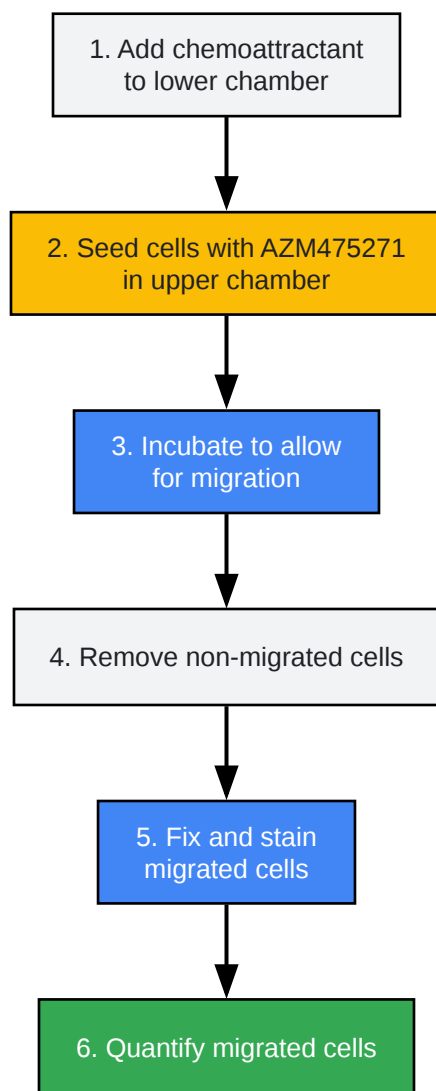 1. Add chemoattractant
to lower chamber
2. Seed cells with AZM475271
in upper chamber
3. Incubate to allow
for migration
4. Remove non-migrated cells
5. Fix and stain
migrated cells
6. Quantify migrated cells